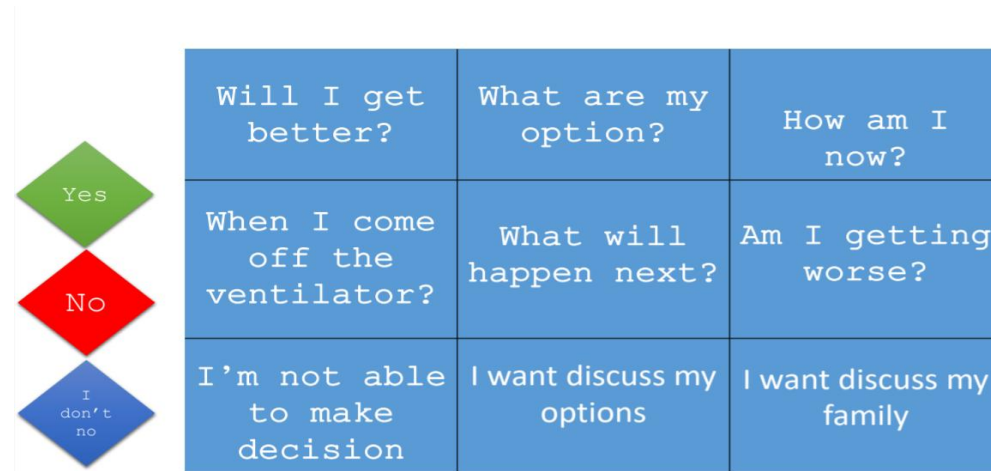 Will I get
better?
What are my
option?
How am I
now?
Yes
When I come
off the
ventilator?
What will
happen next?
Am I getting
worse?
No
I'm not able
to make
decision
I want discuss my
options
I want discuss my
family
I
don't
no